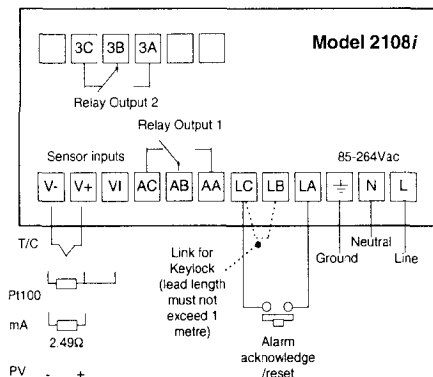 3C 3B 3A
Model 2108i
Relay Output 2
Relay Output 1
Sensor inputs
85-264Vac
V- V+ VI AC AB AA LC LB LA N L
T/C
Link for
Keylock
(lead length
must not
exceed 1
metre)
Neutral
Ground
Line
Pt100
mA
2.49Ω
Alarm
acknowledge
/reset
PV
- +